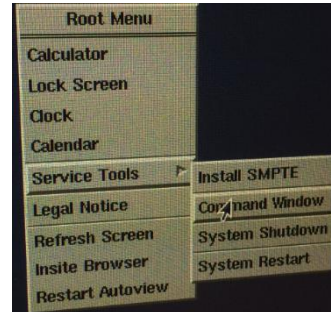 Root Menu
Calculator
Lock Screen
Clock
Calendar
Service Tools
Legal Notice
Refresh Screen
Insite Browser
Restart Autoview
Install SMPTE
Command Window
System Shutdown
System Restart